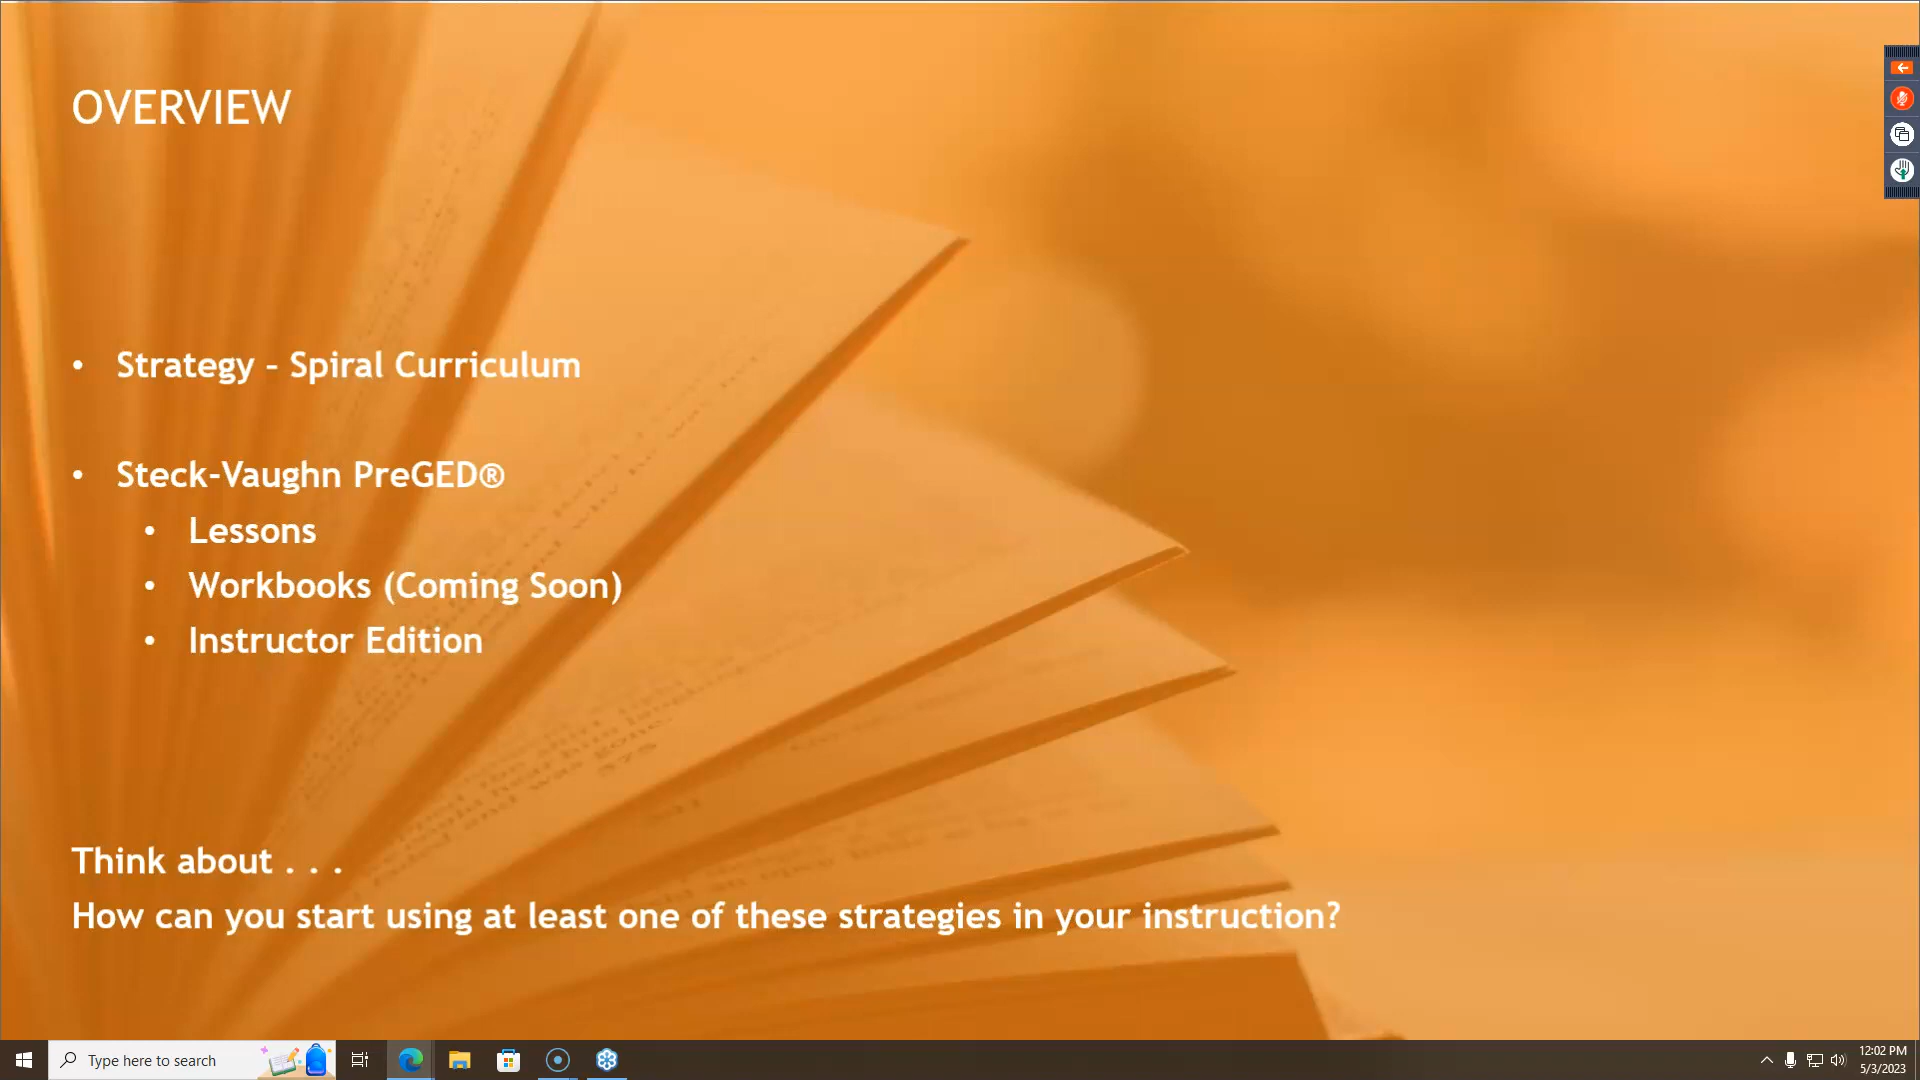 OVERVIEW
• Strategy – Spiral Curriculum
• Steck-Vaughn PreGED®
• Lessons
• Workbooks (Coming Soon)
• Instructor Edition
Think about . . .
How can you start using at least one of these strategies in your instruction?
Type here to search
12:02 PM
5/3/2023